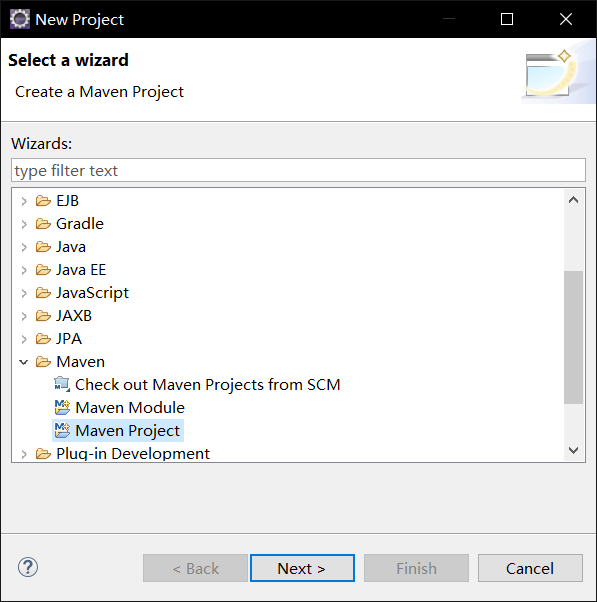 New Project
Select a wizard
Create a Maven Project
Wizards:
type filter text
EJB
Gradle
Java
Java EE
JavaScript
JAXB
JPA
Maven
Check out Maven Projects from SCM
Maven Module
Maven Project
Plug-in Development
< Back Next > Finish Cancel